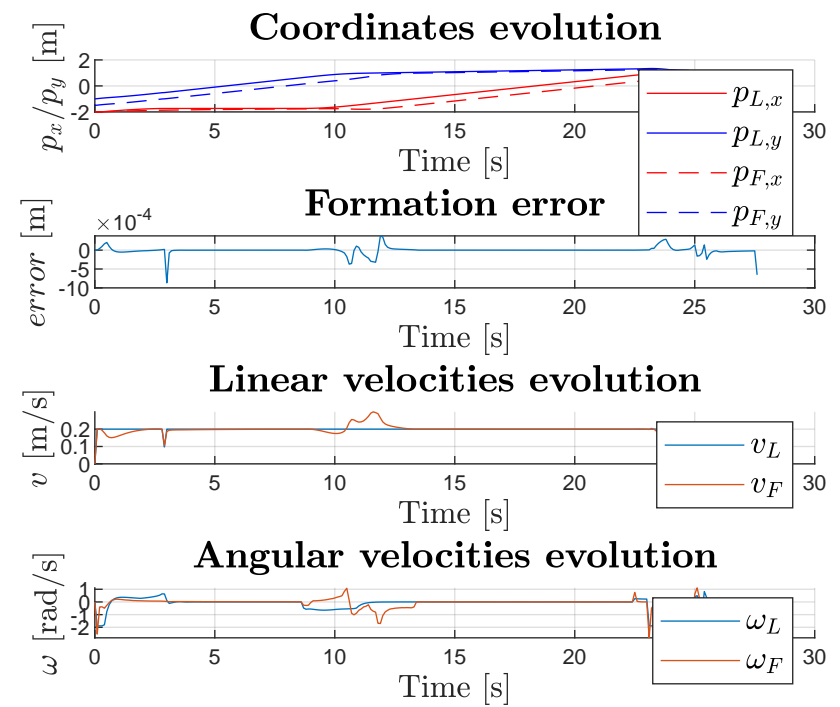 Coordinates evolution
p_x/p_y [m]
2
0
-2
0 5 10 15 20 30
Time [s]
p_{L,x}
p_{L,y}
p_{F,x}
p_{F,y}
Formation error
×10^{-4}
error [m]
0
-5
-10
0 5 10 15 20 25 30
Time [s]
Linear velocities evolution
v [m/s]
0.2
0.1
0
0 5 10 15 20 30
Time [s]
v_L
v_F
Angular velocities evolution
ω [rad/s]
1
0
-1
-2
0 5 10 15 20 30
Time [s]
ω_L
ω_F